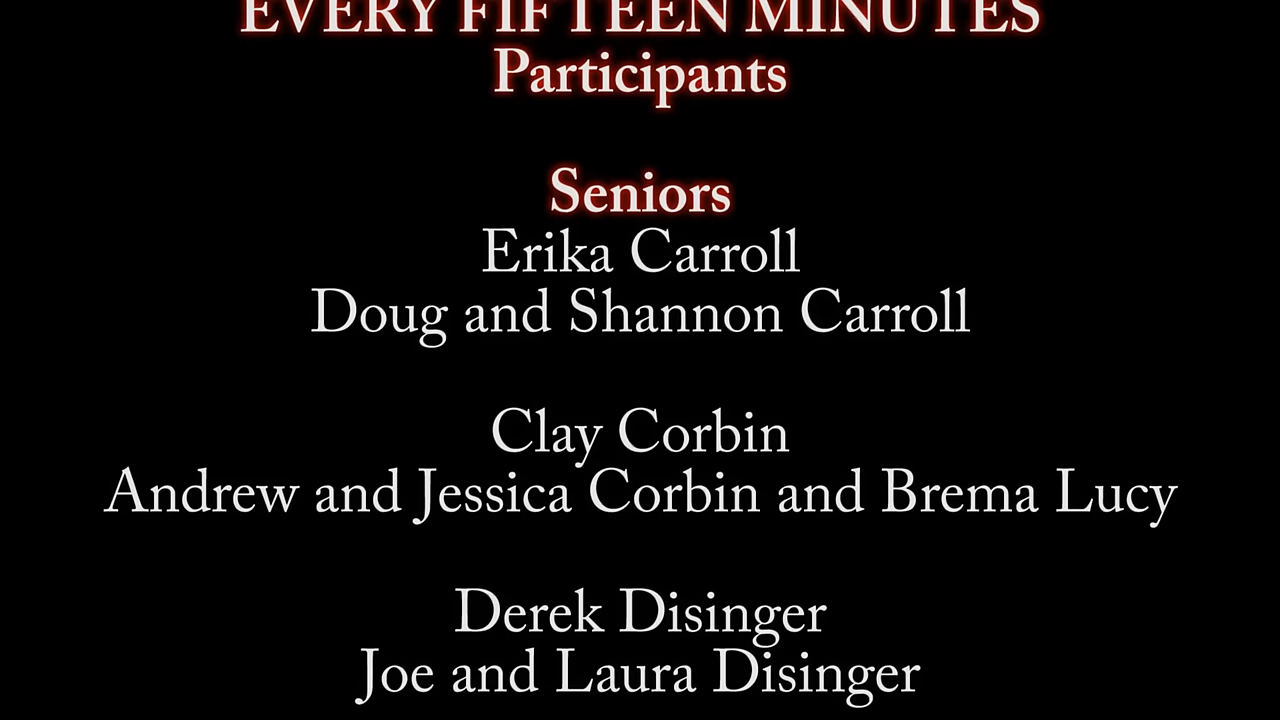 EVERY FIFTEEN MINUTES
Participants
Seniors
Erika Carroll
Doug and Shannon Carroll
Clay Corbin
Andrew and Jessica Corbin and Brema Lucy
Derek Disinger
Joe and Laura Disinger